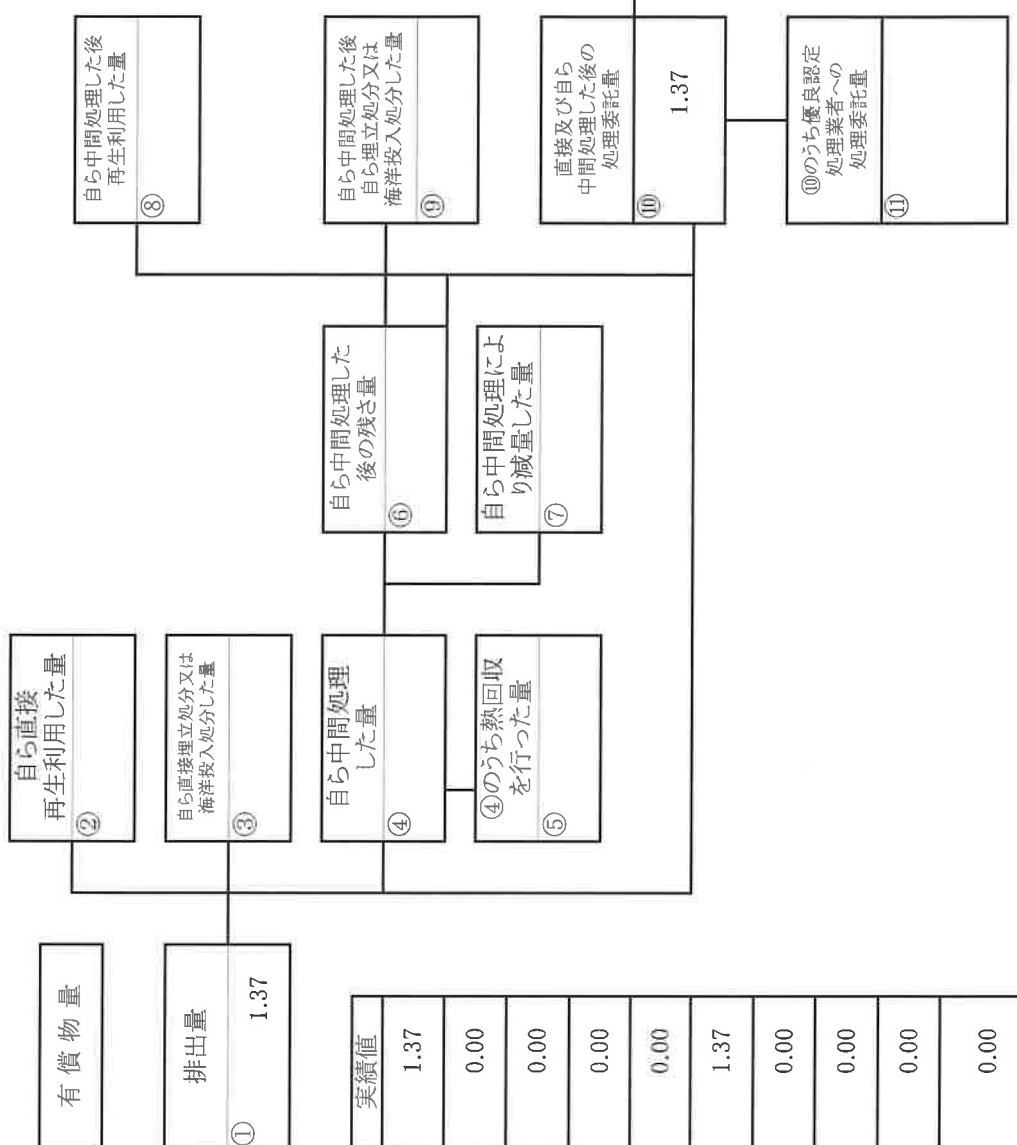 有償物量
排出量
①
1.37
自ら直接
再生利用した量
②
自ら直接埋立処分又は
海洋投入処分した量
③
自ら中間処理
した量
④
④のうち熱回収
を行った量
⑤
自ら中間処理した
後の残さ量
⑥
自ら中間処理によ
り減量した量
⑦
自ら中間処理した後
再生利用した量
⑧
自ら中間処理した後
自ら埋立処分又は
海洋投入処分した量
⑨
直接及び自ら
中間処理した後の
処理委託量
⑩
1.37
⑩のうち優良認定
処理業者への
処理委託量
⑪
実績値
1.37
0.00
0.00
0.00
0.00
1.37
0.00
0.00
0.00
0.00